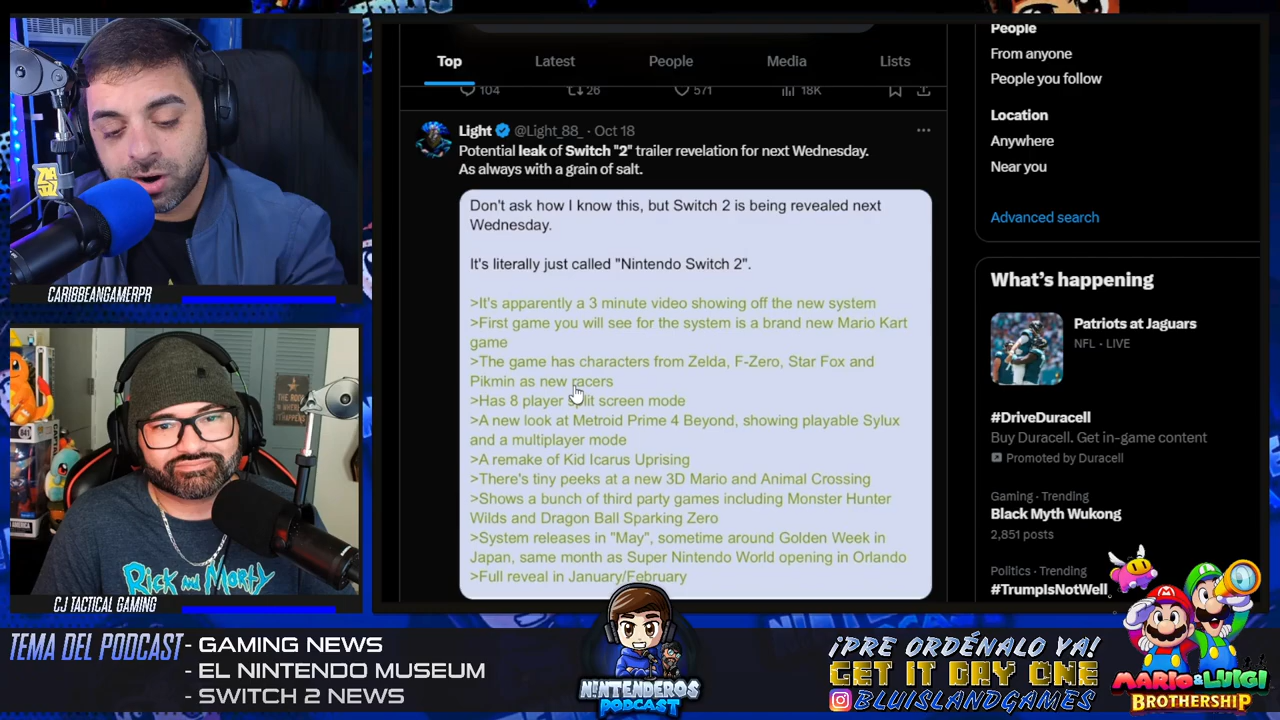 Top
Latest
People
Media
Lists
104
26
571
18K
Light @Light_88_ · Oct 18
Potential leak of Switch "2" trailer revelation for next Wednesday.
As always with a grain of salt.
Don't ask how I know this, but Switch 2 is being revealed next
Wednesday.
It's literally just called "Nintendo Switch 2".
>It's apparently a 3 minute video showing off the new system
>First game you will see for the system is a brand new Mario Kart
game
>The game has characters from Zelda, F-Zero, Star Fox and
Pikmin as new racers
>Has 8 player split screen mode
>A new look at Metroid Prime 4 Beyond, showing playable Sylux
and a multiplayer mode
>A remake of Kid Icarus Uprising
>There's tiny peeks at a new 3D Mario and Animal Crossing
>Shows a bunch of third party games including Monster Hunter
Wilds and Dragon Ball Sparking Zero
>System releases in "May", sometime around Golden Week in
Japan, same month as Super Nintendo World opening in Orlando
>Full reveal in January/February
People
From anyone
People you follow
Location
Anywhere
Near you
Advanced search
What's happening
Patriots at Jaguars
NFL · LIVE
#DriveDuracell
Buy Duracell. Get in-game content
Promoted by Duracell
Gaming · Trending
Black Myth Wukong
2,851 posts
Politics · Trending
#TrumpIsNotWell
CARIBBEANGAMERPR
RICK AND MORTY
CJ TACTICAL GAMING
TEMA DEL PODCAST - GAMING NEWS
- EL NINTENDO MUSEUM
- SWITCH 2 NEWS
NINTENDEROS
PODCAST
¡PRE ORDÉNALO YA!
GET IT DAY ONE
BLUISLANDGAMES
MARIO & LUIGI
BROTHERSHIP